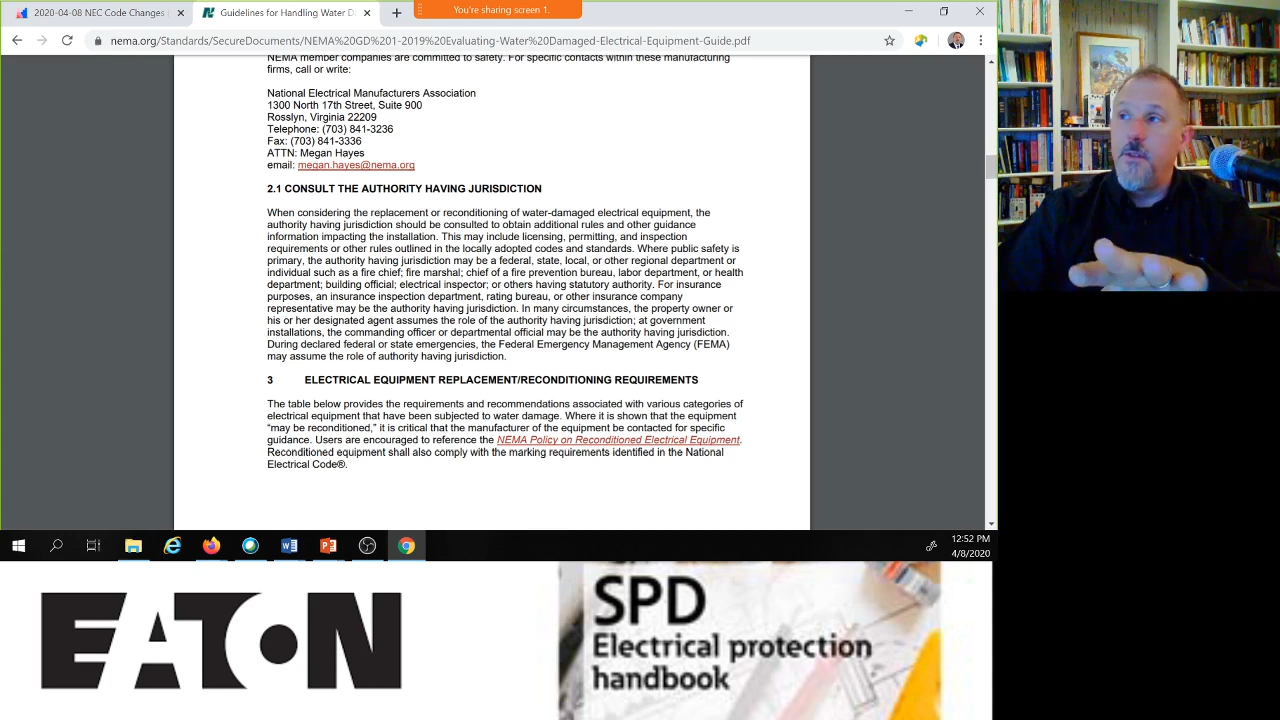 2020-04-08 NEC Code Changes
Guidelines for Handling Water D
You're sharing screen 1.
nema.org/Standards/SecureDocuments/NEMA%20GD%201-2019%20Evaluating-Water%20Damaged-Electrical-Equipment-Guide.pdf
NEMA member companies are committed to safety. For specific contacts within these manufacturing
firms, call or write:
National Electrical Manufacturers Association
1300 North 17th Street, Suite 900
Rosslyn, Virginia 22209
Telephone: (703) 841-3236
Fax: (703) 841-3336
ATTN: Megan Hayes
email: megan.hayes@nema.org
2.1 CONSULT THE AUTHORITY HAVING JURISDICTION
When considering the replacement or reconditioning of water-damaged electrical equipment, the
authority having jurisdiction should be consulted to obtain additional rules and other guidance
information impacting the installation. This may include licensing, permitting, and inspection
requirements or other rules outlined in the locally adopted codes and standards. Where public safety is
primary, the authority having jurisdiction may be a federal, state, local, or other regional department or
individual such as a fire chief; fire marshal; chief of a fire prevention bureau, labor department, or health
department; building official; electrical inspector; or others having statutory authority. For insurance
purposes, an insurance inspection department, rating bureau, or other insurance company
representative may be the authority having jurisdiction. In many circumstances, the property owner or
his or her designated agent assumes the role of the authority having jurisdiction; at government
installations, the commanding officer or departmental official may be the authority having jurisdiction.
During declared federal or state emergencies, the Federal Emergency Management Agency (FEMA)
may assume the role of authority having jurisdiction.
3 ELECTRICAL EQUIPMENT REPLACEMENT/RECONDITIONING REQUIREMENTS
The table below provides the requirements and recommendations associated with various categories of
electrical equipment that have been subjected to water damage. Where it is shown that the equipment
“may be reconditioned,” it is critical that the manufacturer of the equipment be contacted for specific
guidance. Users are encouraged to reference the NEMA Policy on Reconditioned Electrical Equipment.
Reconditioned equipment shall also comply with the marking requirements identified in the National
Electrical Code®.
12:52 PM
4/8/2020
EATON
SPD
Electrical protection
handbook